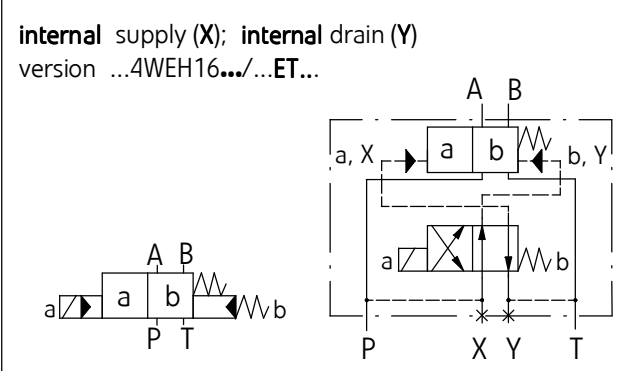 internal supply (X); internal drain (Y)
version ...4WEH16•••/...ET...
A B
a, X a b b, Y
a b
A B
a a b b
P T
P X Y T